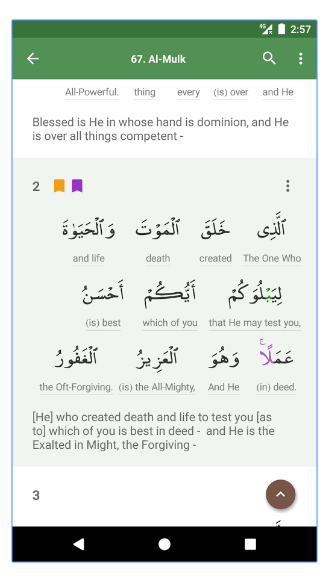 4G 2:57
67. Al-Mulk
All-Powerful. thing every (is) over and He
Blessed is He in whose hand is dominion, and He
is over all things competent -
2
ٱلَّذِى خَلَقَ ٱلْمَوْتَ وَٱلْحَيَوٰةَ
and life death created The One Who
لِيَبْلُوَكُمْ أَيُّكُمْ أَحْسَنُ
(is) best which of you that He may test you,
عَمَلًا ۚ وَهُوَ ٱلْعَزِيزُ ٱلْغَفُورُ
the Oft-Forgiving. (is) the All-Mighty, And He (in) deed.
[He] who created death and life to test you [as
to] which of you is best in deed - and He is the
Exalted in Might, the Forgiving -
3